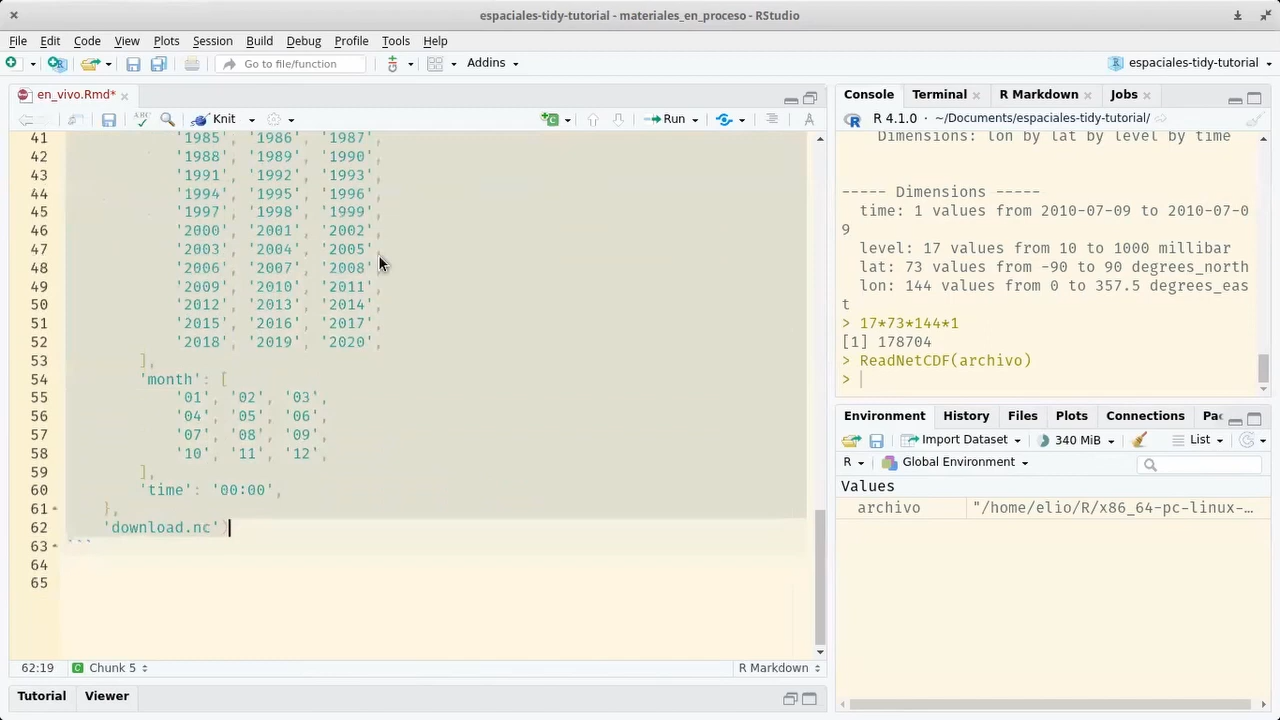 espaciales-tidy-tutorial - materiales_en_proceso - RStudio
File Edit Code View Plots Session Build Debug Profile Tools Help
Go to file/function
Addins
espaciales-tidy-tutorial
en_vivo.Rmd*
Knit
Run
41 '1985', '1986', '1987',
42 '1988', '1989', '1990',
43 '1991', '1992', '1993',
44 '1994', '1995', '1996',
45 '1997', '1998', '1999',
46 '2000', '2001', '2002',
47 '2003', '2004', '2005',
48 '2006', '2007', '2008',
49 '2009', '2010', '2011',
50 '2012', '2013', '2014',
51 '2015', '2016', '2017',
52 '2018', '2019', '2020',
53 ],
54 'month': [
55 '01', '02', '03',
56 '04', '05', '06',
57 '07', '08', '09',
58 '10', '11', '12',
59 ],
60 'time': '00:00',
61 },
62 'download.nc')
63 ```
64
65
62:19 Chunk 5 R Markdown
Tutorial Viewer
Console Terminal R Markdown Jobs
R 4.1.0 · ~/Documents/espaciales-tidy-tutorial/
Dimensions: lon by lat by level by time
----- Dimensions -----
time: 1 values from 2010-07-09 to 2010-07-0
9
level: 17 values from 10 to 1000 millibar
lat: 73 values from -90 to 90 degrees_north
lon: 144 values from 0 to 357.5 degrees_eas
t
> 17*73*144*1
[1] 178704
> ReadNetCDF(archivo)
>
Environment History Files Plots Connections Pac
Import Dataset 340 MiB List
R Global Environment
Values
archivo "/home/elio/R/x86_64-pc-linux-…